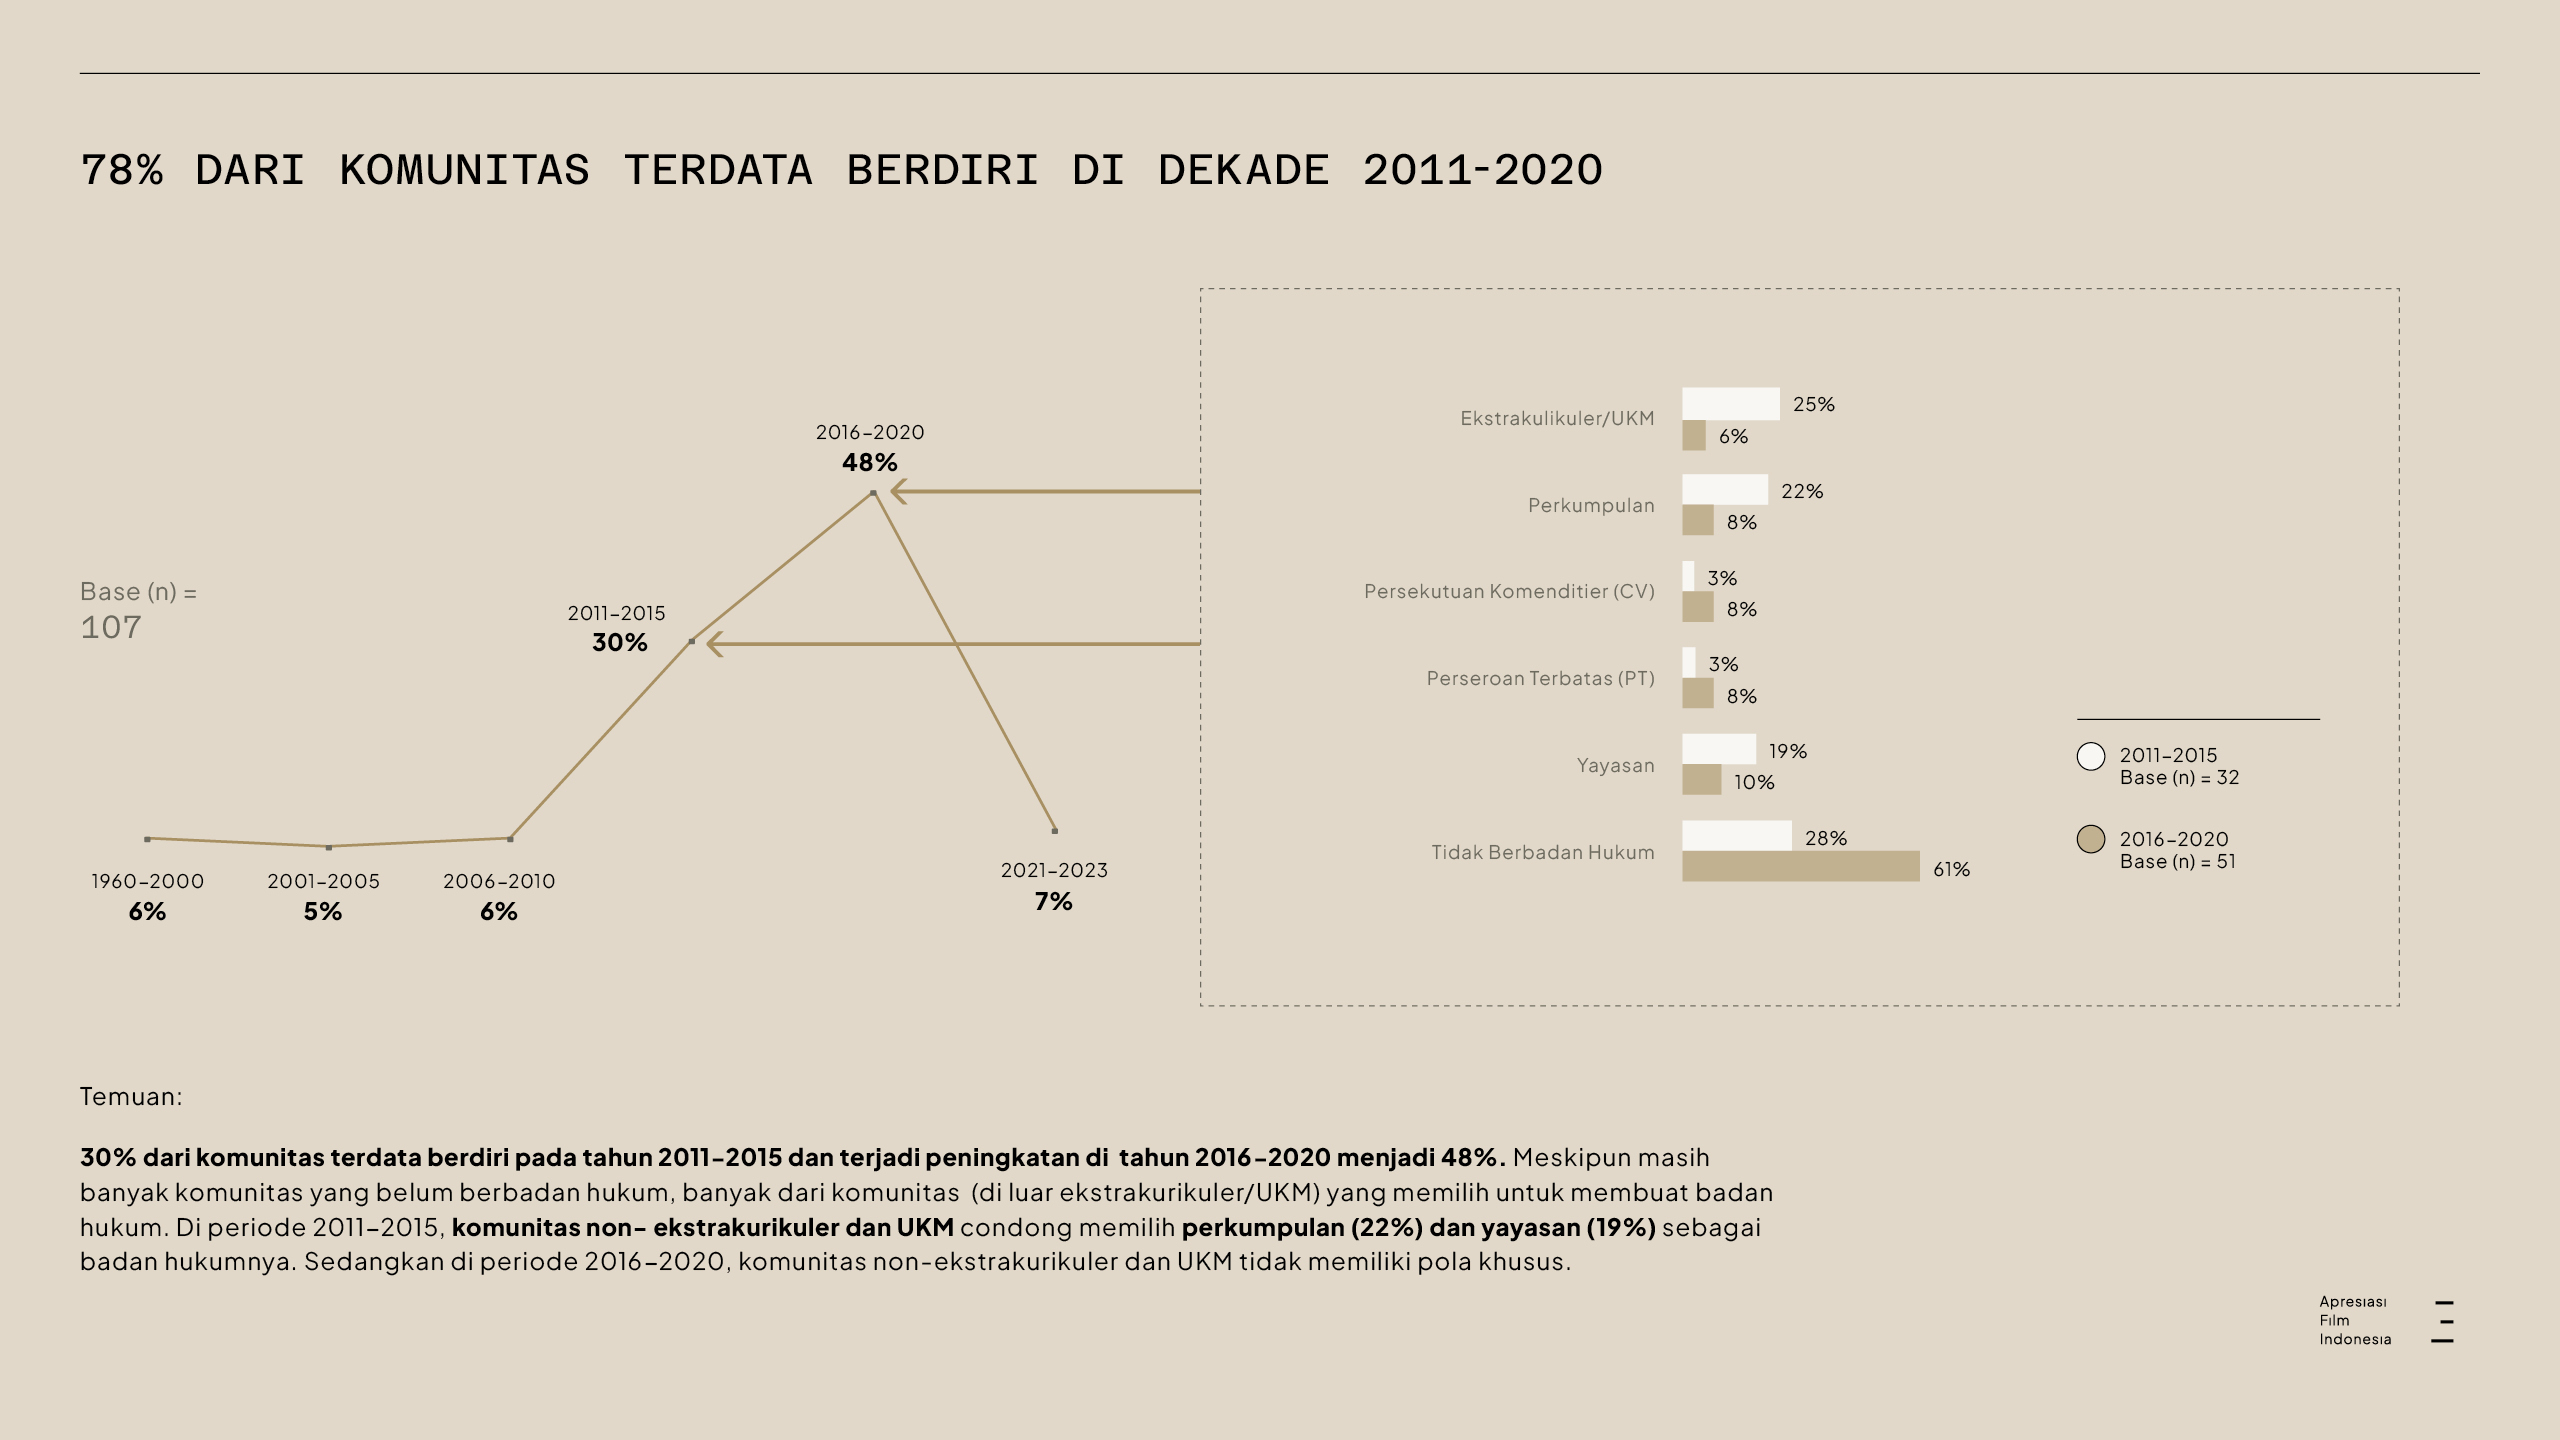 78% DARI KOMUNITAS TERDATA BERDIRI DI DEKADE 2011-2020
Base (n) =
107
1960–2000
6%
2001–2005
5%
2006–2010
6%
2011–2015
30%
2016–2020
48%
2021–2023
7%
Ekstrakulikuler/UKM
25%
6%
Perkumpulan
22%
8%
Persekutuan Komenditier (CV)
3%
8%
Perseroan Terbatas (PT)
3%
8%
Yayasan
19%
10%
Tidak Berbadan Hukum
28%
61%
2011–2015
Base (n) = 32
2016–2020
Base (n) = 51
Temuan:
30% dari komunitas terdata berdiri pada tahun 2011–2015 dan terjadi peningkatan di  tahun 2016–2020 menjadi 48%. Meskipun masih
banyak komunitas yang belum berbadan hukum, banyak dari komunitas  (di luar ekstrakurikuler/UKM) yang memilih untuk membuat badan
hukum. Di periode 2011–2015, komunitas non– ekstrakurikuler dan UKM condong memilih perkumpulan (22%) dan yayasan (19%) sebagai
badan hukumnya. Sedangkan di periode 2016–2020, komunitas non-ekstrakurikuler dan UKM tidak memiliki pola khusus.
Apresiasi
Film
Indonesia